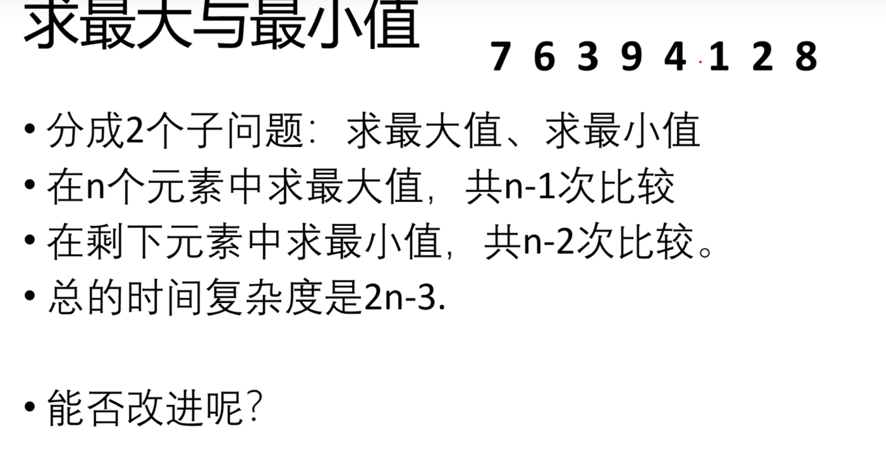 求最大与最小值
7 6 3 9 4 1 2 8
• 分成2个子问题：求最大值、求最小值
• 在n个元素中求最大值，共n-1次比较
• 在剩下元素中求最小值，共n-2次比较。
• 总的时间复杂度是2n-3.
• 能否改进呢？